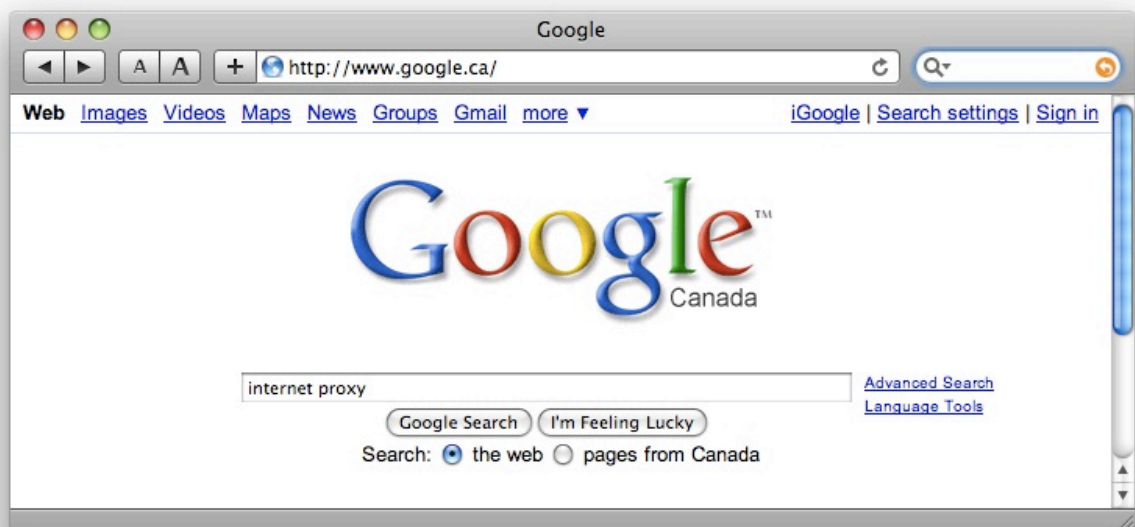 Google
A A + http://www.google.ca/
Web Images Videos Maps News Groups Gmail more ▼ iGoogle | Search settings | Sign in
Google™
Canada
internet proxy
Advanced Search
Language Tools
Google Search I'm Feeling Lucky
Search: the web pages from Canada